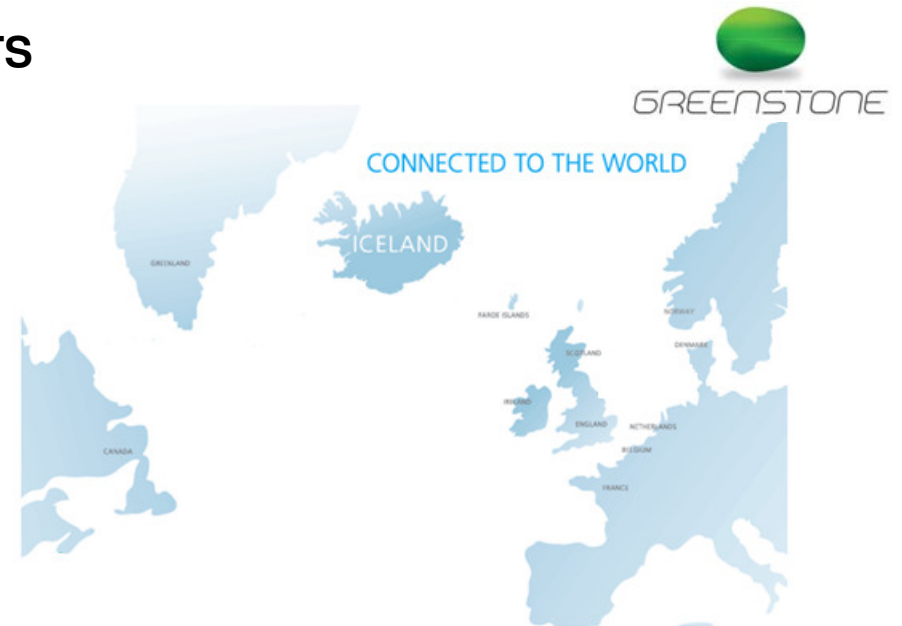 TS
GREENSTONE
CONNECTED TO THE WORLD
ICELAND
GREENLAND
FAROE ISLANDS
NORWAY
DENMARK
SCOTLAND
IRELAND
ENGLAND
NETHERLANDS
BELGIUM
CANADA
FRANCE